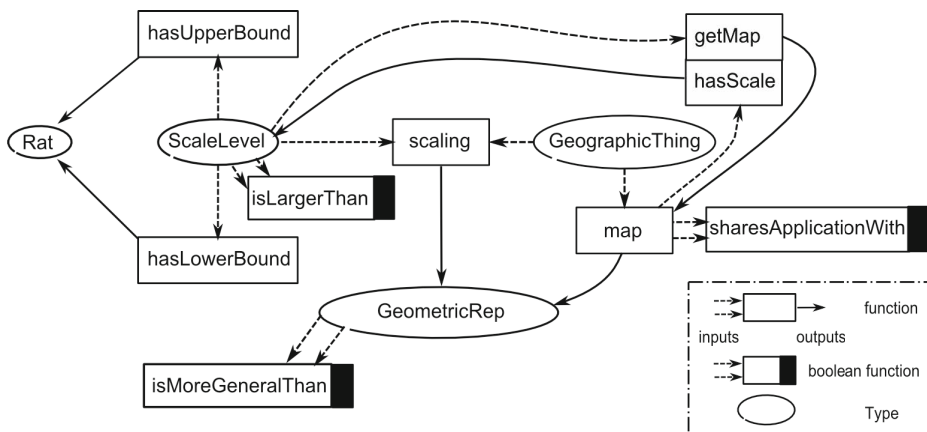 hasUpperBound
getMap
hasScale
Rat
ScaleLevel
scaling
GeographicThing
isLargerThan
map
sharesApplicationWith
hasLowerBound
GeometricRep
function
inputs
outputs
isMoreGeneralThan
boolean function
Type